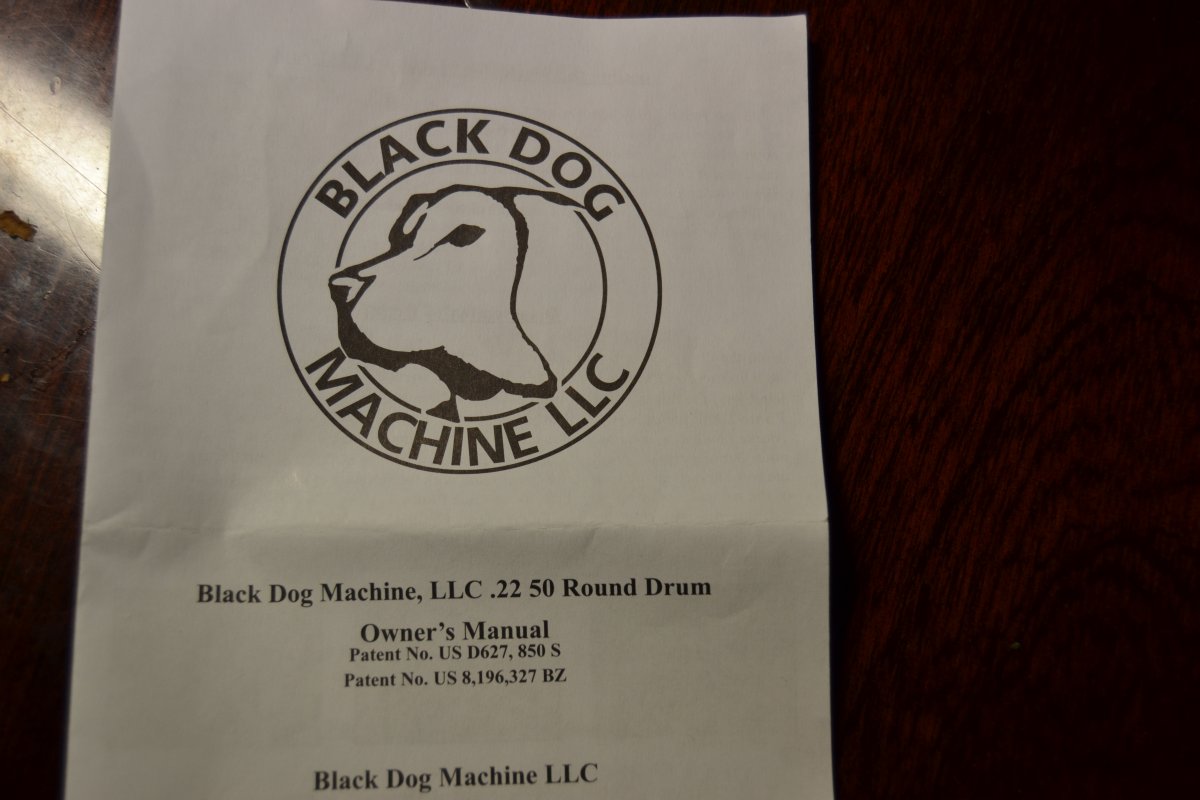 BLACK DOG
MACHINE LLC
Black Dog Machine, LLC .22 50 Round Drum
Owner's Manual
Patent No. US D627, 850 S
Patent No. US 8,196,327 BZ
Black Dog Machine LLC